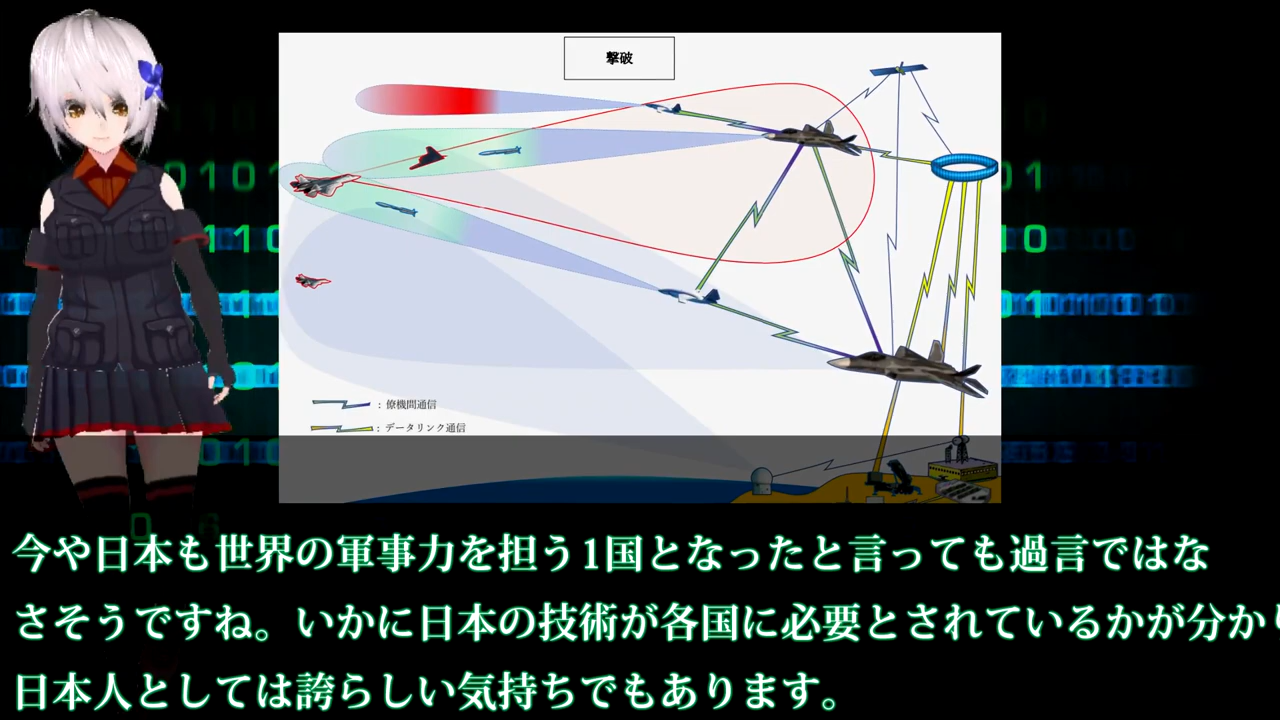 撃破
：僚機間通信
：データリンク通信
今や日本も世界の軍事力を担う1国となったと言っても過言ではな
さそうですね。いかに日本の技術が各国に必要とされているかが分か
日本人としては誇らしい気持ちでもあります。